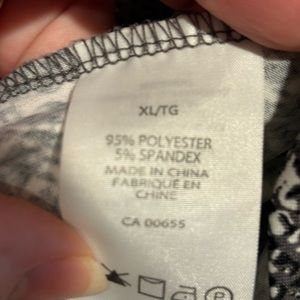 XL/TG
95% POLYESTER
5% SPANDEX
MADE IN CHINA
FABRIQUÉ EN
CHINE
CA 00655